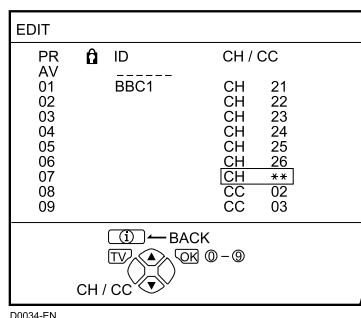 EDIT
PR ID CH / CC
AV _ _ _ _ _ _
01 BBC1 CH 21
02 CH 22
03 CH 23
04 CH 24
05 CH 25
06 CH 26
07 CH **
08 CC 02
09 CC 03
i BACK
TV OK 0 – 9
CH / CC
D0034-EN